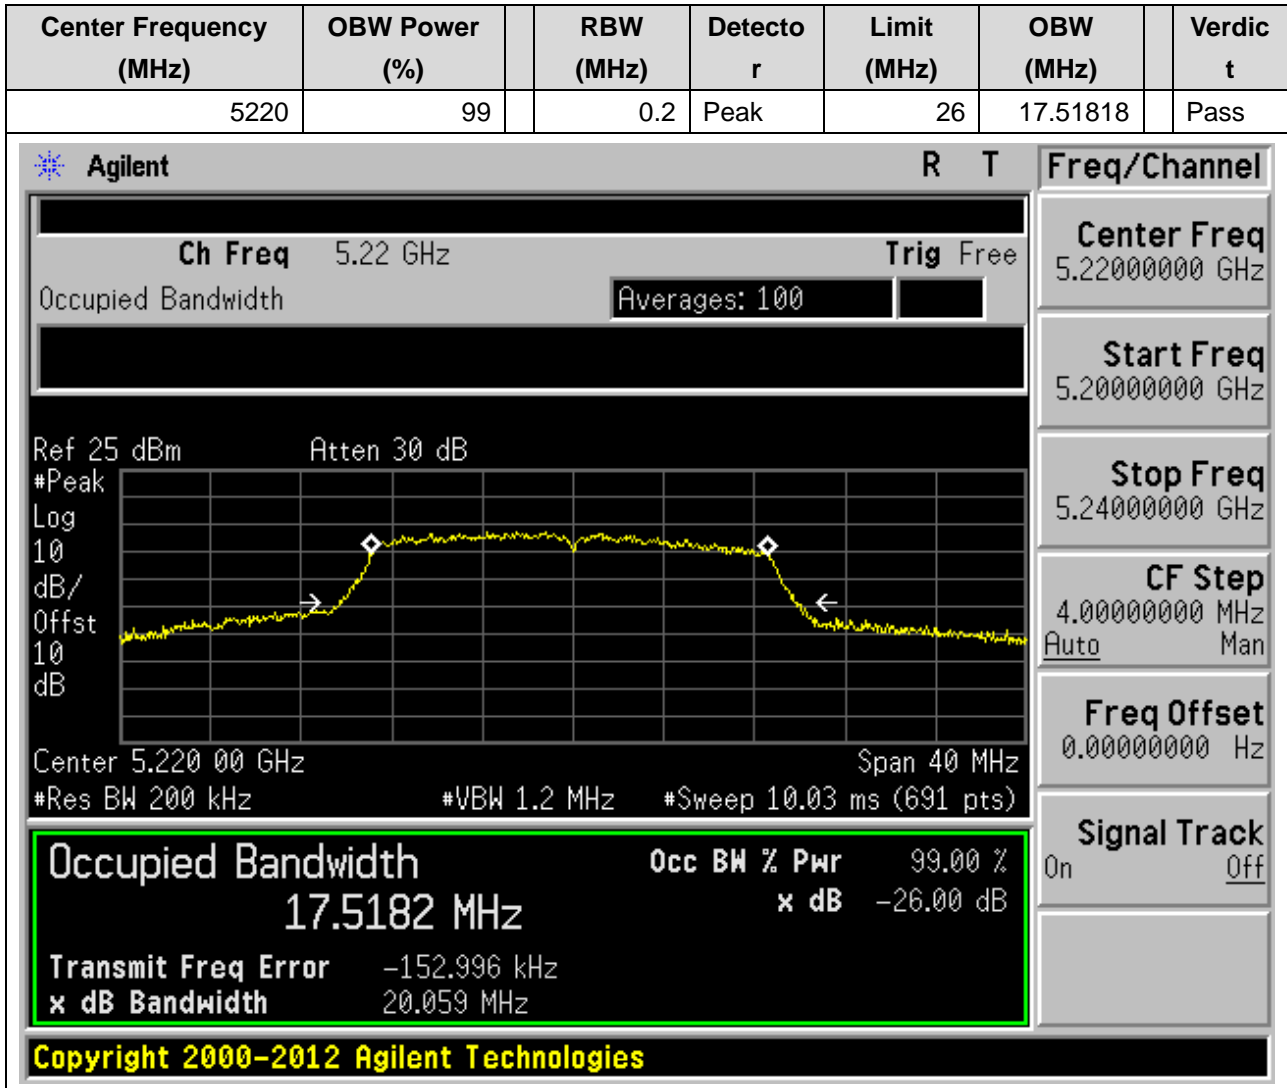 Center Frequency (MHz) OBW Power (%) RBW (MHz) Detector Limit (MHz) OBW (MHz) Verdict
5220 99 0.2 Peak 26 17.51818 Pass
Agilent R T
Ch Freq 5.22 GHz Trig Free
Occupied Bandwidth Averages: 100
Ref 25 dBm Atten 30 dB
#Peak
Log
10
dB/
Offst
10
dB
Center 5.220 00 GHz Span 40 MHz
#Res BW 200 kHz #VBW 1.2 MHz #Sweep 10.03 ms (691 pts)
Occupied Bandwidth Occ BW % Pwr 99.00 %
17.5182 MHz x dB -26.00 dB
Transmit Freq Error -152.996 kHz
x dB Bandwidth 20.059 MHz
Copyright 2000-2012 Agilent Technologies
Freq/Channel
Center Freq
5.22000000 GHz
Start Freq
5.20000000 GHz
Stop Freq
5.24000000 GHz
CF Step
4.00000000 MHz
Auto Man
Freq Offset
0.00000000 Hz
Signal Track
On Off